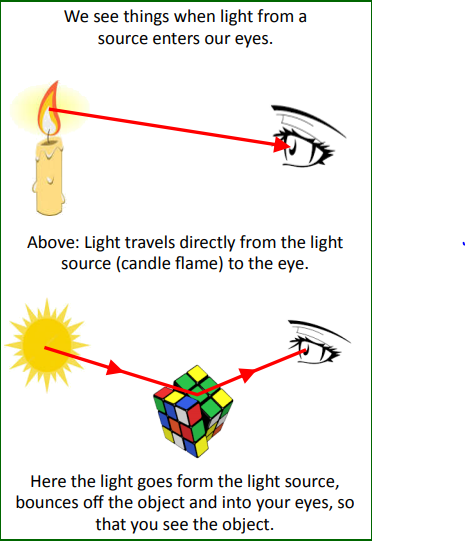 We see things when light from a
source enters our eyes.
Above: Light travels directly from the light
source (candle flame) to the eye.
Here the light goes form the light source,
bounces off the object and into your eyes, so
that you see the object.